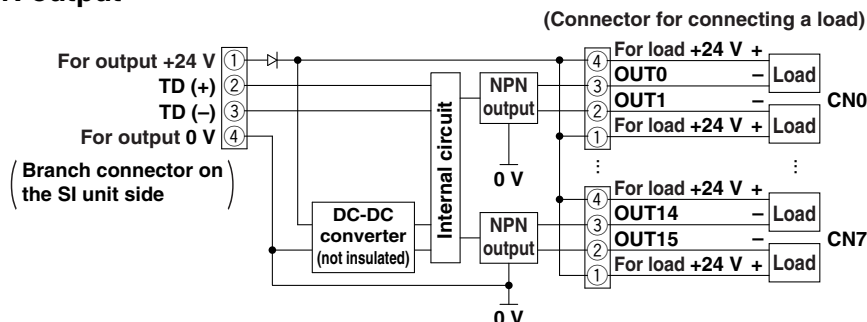 (Connector for connecting a load)
For output +24 V ①
TD (+) ②
TD (–) ③
For output 0 V ④
Branch connector on
the SI unit side
DC-DC
converter
(not insulated)
Internal circuit
NPN
output
0 V
NPN
output
0 V
④ For load +24 V +
③ OUT0 – Load
② OUT1 – CN0
① For load +24 V + Load
④ For load +24 V +
③ OUT14 – Load
② OUT15 – CN7
① For load +24 V + Load